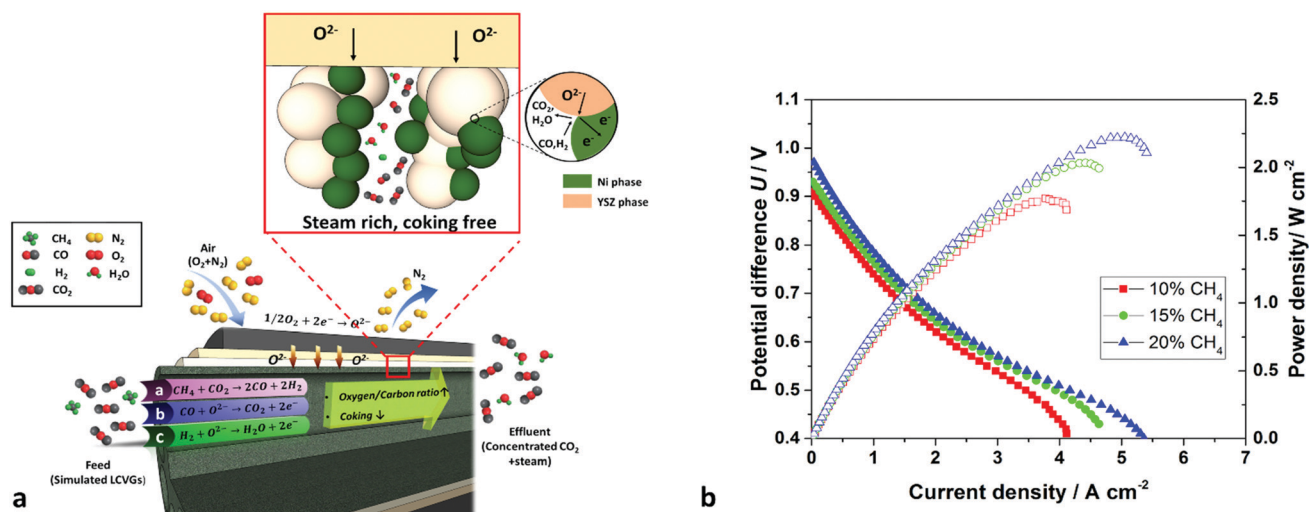 O²⁻ O²⁻
O²⁻
CO₂,
H₂O
e⁻
e⁻
CO,H₂
Ni phase
YSZ phase
Steam rich, coking free
CH₄ N₂
CO O₂
H₂ H₂O
CO₂
Air
(O₂+N₂)
N₂
1/2O₂ + 2e⁻ → O²⁻
O²⁻ O²⁻
a CH₄ + CO₂ → 2CO + 2H₂
b CO + O²⁻ → CO₂ + 2e⁻
c H₂ + O²⁻ → H₂O + 2e⁻
• Oxygen/Carbon ratio↑
• Coking ↓
Feed
(Simulated LCVGs)
Effluent
(Concentrated CO₂
+steam)
a
Potential difference U / V
1.1
1.0
0.9
0.8
0.7
0.6
0.5
0.4
0 1 2 3 4 5 6 7
Current density / A cm⁻²
2.5
2.0
1.5
1.0
0.5
0.0
Power density/ W cm⁻²
10% CH₄
15% CH₄
20% CH₄
b